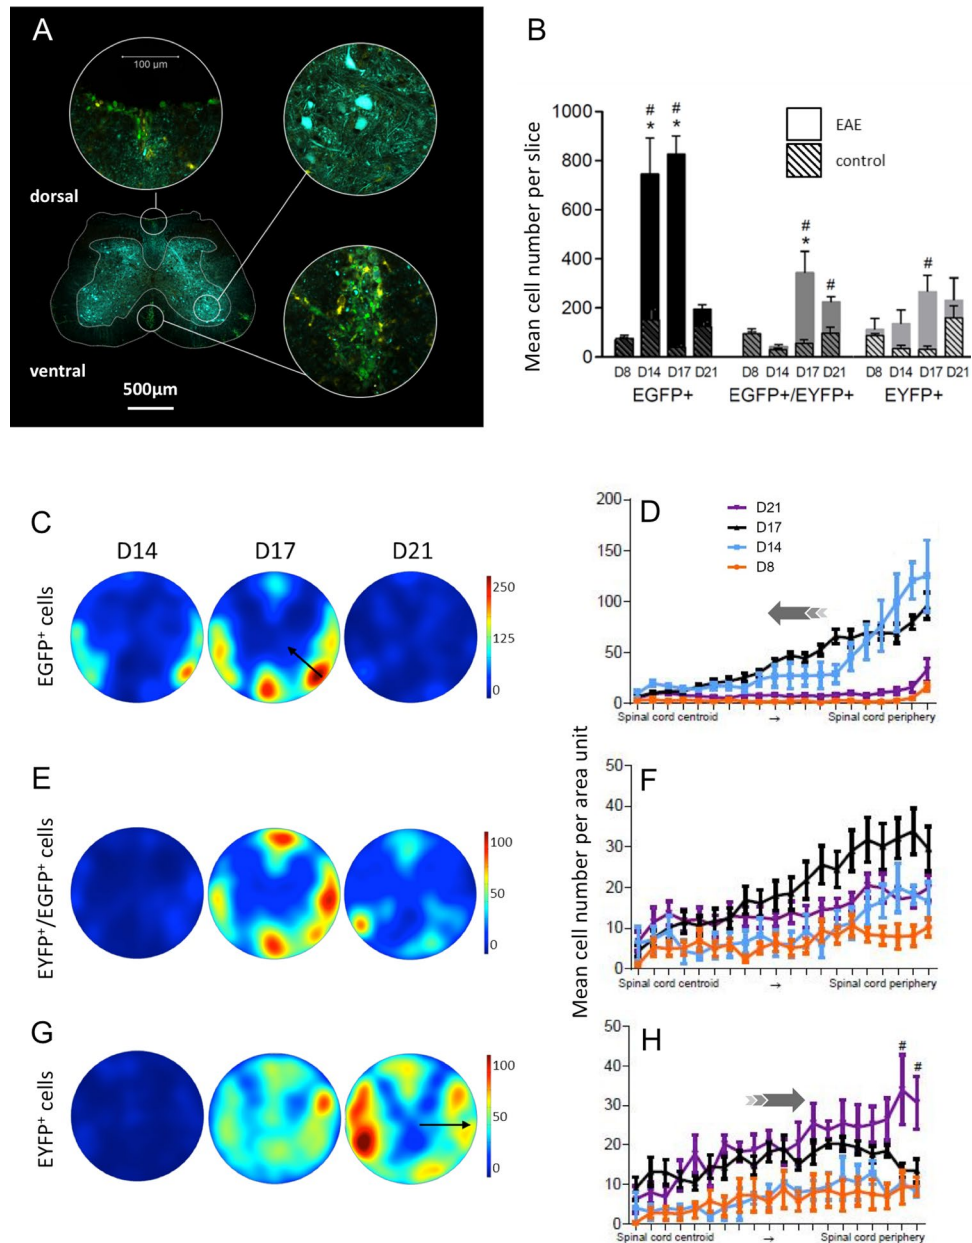 A
100 µm
dorsal
ventral
500µm
B
Mean cell number per slice
1000
800
600
400
200
0
# # 
* *
#
*
#
#
EAE
control
D8 D14 D17 D21 D8 D14 D17 D21 D8 D14 D17 D21
EGFP+ EGFP+/EYFP+ EYFP+
C
D14 D17 D21
EGFP⁺ cells
250
125
0
D
200
150
100
50
0
D21
D17
D14
D8
Spinal cord centroid → Spinal cord periphery
E
EYFP⁺/EGFP⁺ cells
100
50
0
Mean cell number per area unit
F
50
40
30
20
10
0
Spinal cord centroid → Spinal cord periphery
G
EYFP⁺ cells
100
50
0
H
50
40
30
20
10
0
# #
Spinal cord centroid → Spinal cord periphery